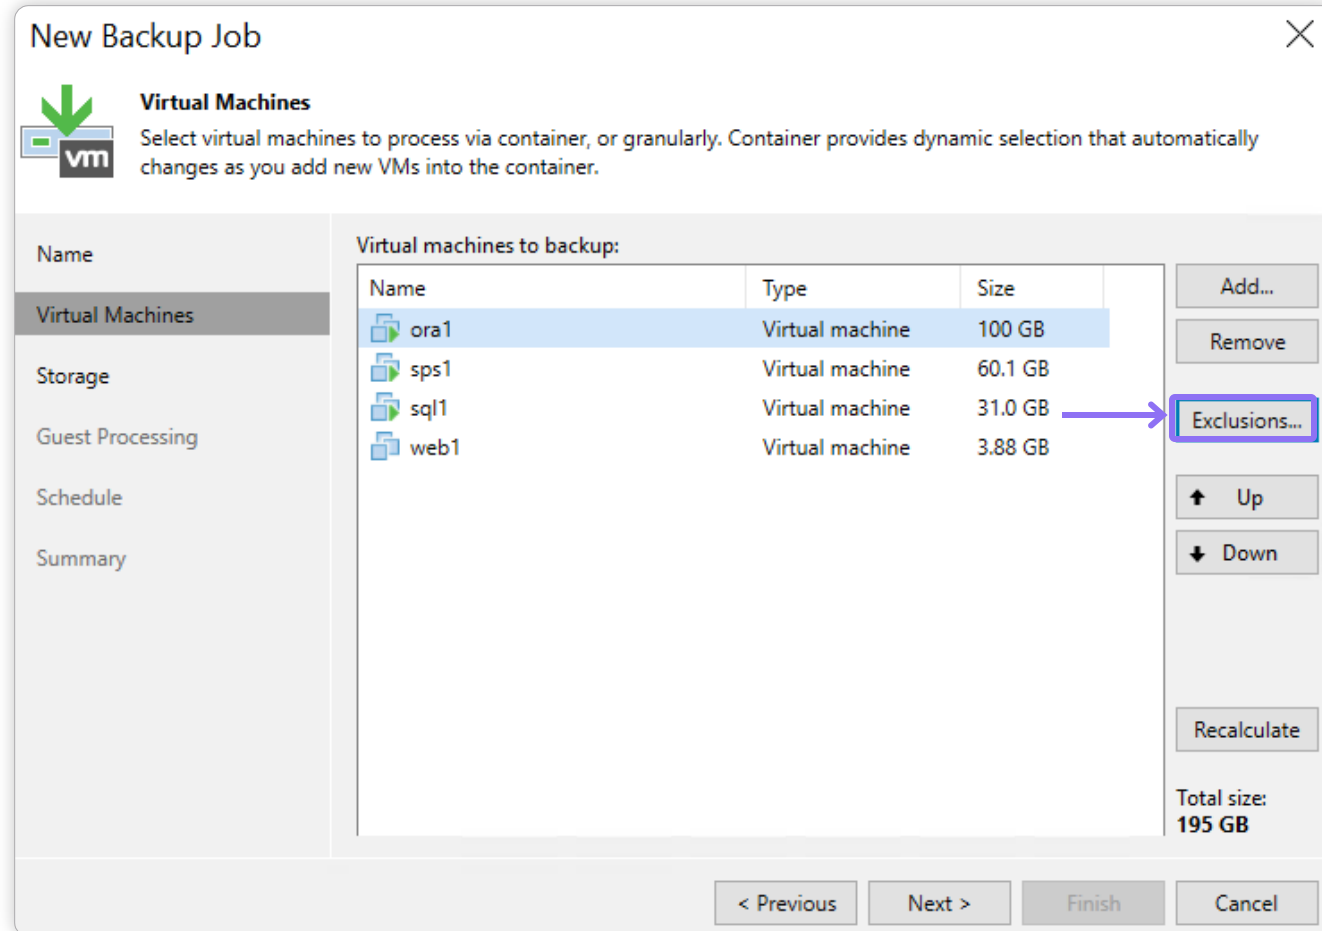 New Backup Job
vm
Virtual Machines
Select virtual machines to process via container, or granularly. Container provides dynamic selection that automatically
changes as you add new VMs into the container.
Name
Virtual Machines
Storage
Guest Processing
Schedule
Summary
Virtual machines to backup:
Name Type Size
ora1 Virtual machine 100 GB
sps1 Virtual machine 60.1 GB
sql1 Virtual machine 31.0 GB
web1 Virtual machine 3.88 GB
Add...
Remove
Exclusions...
Up
Down
Recalculate
Total size:
195 GB
< Previous Next > Finish Cancel